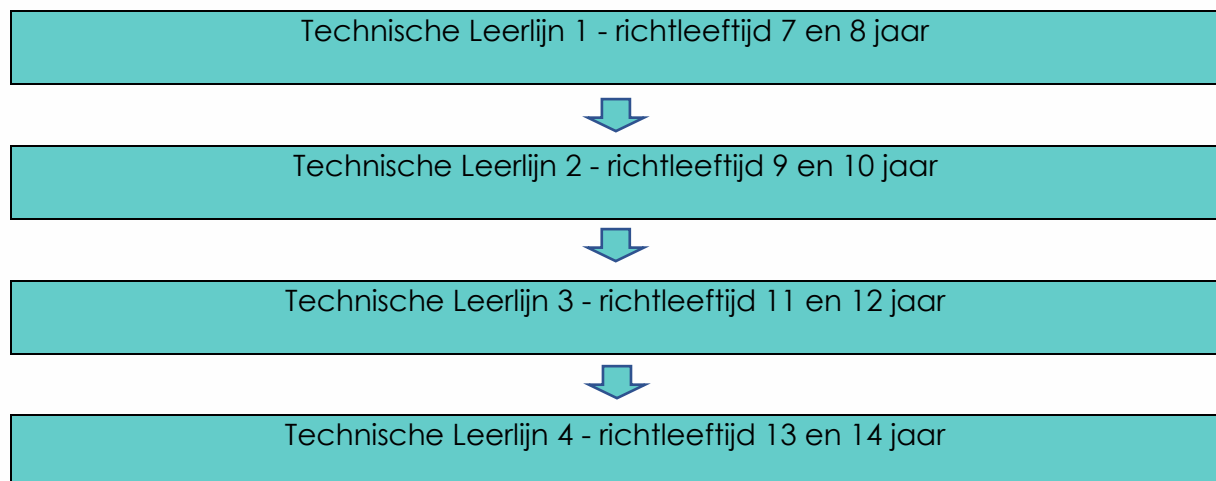 Technische Leerlijn 1 - richtleeftijd 7 en 8 jaar
Technische Leerlijn 2 - richtleeftijd 9 en 10 jaar
Technische Leerlijn 3 - richtleeftijd 11 en 12 jaar
Technische Leerlijn 4 - richtleeftijd 13 en 14 jaar